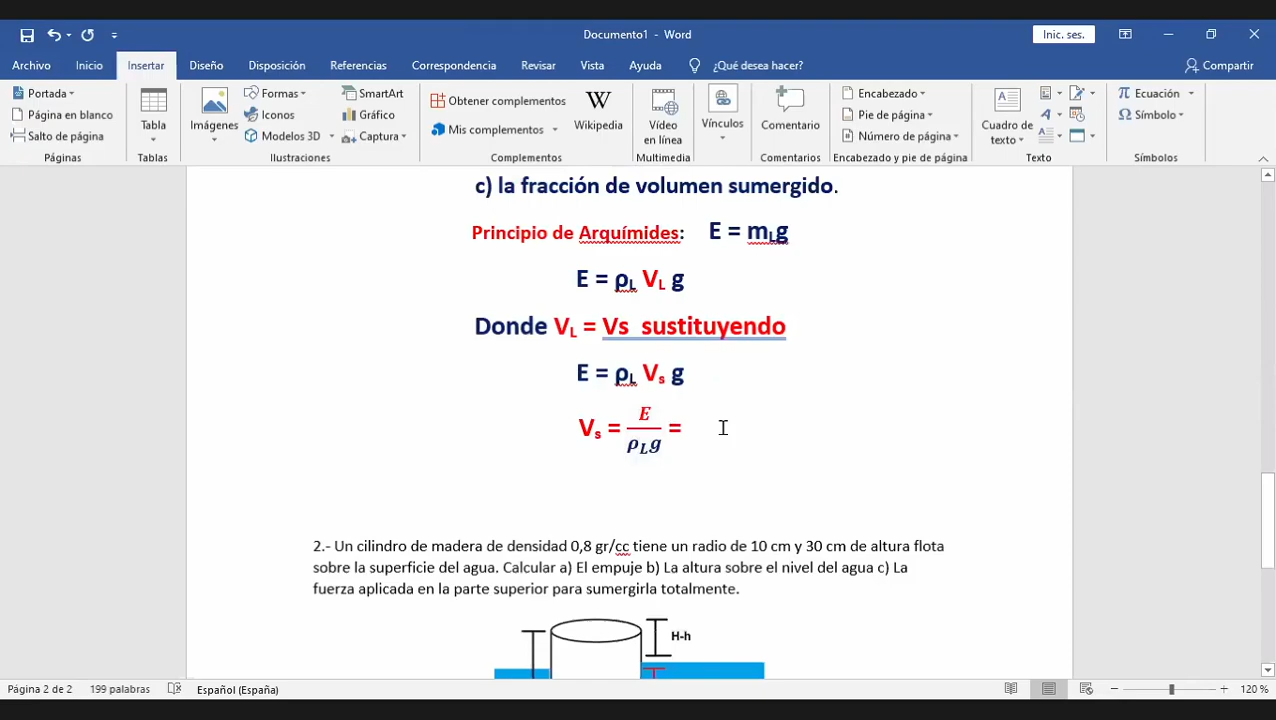 Documento1 - Word
Inic. ses.
Archivo Inicio Insertar Diseño Disposición Referencias Correspondencia Revisar Vista Ayuda ¿Qué desea hacer? Compartir
Portada
Página en blanco
Salto de página
Páginas
Tabla
Tablas
Imágenes
Formas
Iconos
Modelos 3D
SmartArt
Gráfico
Captura
Ilustraciones
Obtener complementos
Mis complementos
Wikipedia
Complementos
Vídeo
en línea
Multimedia
Vínculos
Comentario
Comentarios
Encabezado
Pie de página
Número de página
Encabezado y pie de página
Cuadro de
texto
Texto
Ecuación
Símbolo
Símbolos
c) la fracción de volumen sumergido.
Principio de Arquímides: E = mLg
E = ρL VL g
Donde VL = Vs sustituyendo
E = ρL Vs g
Vs = E / ρLg =
2.- Un cilindro de madera de densidad 0,8 gr/cc tiene un radio de 10 cm y 30 cm de altura flota
sobre la superficie del agua. Calcular a) El empuje b) La altura sobre el nivel del agua c) La
fuerza aplicada en la parte superior para sumergirla totalmente.
H-h
Página 2 de 2 199 palabras Español (España) 120 %